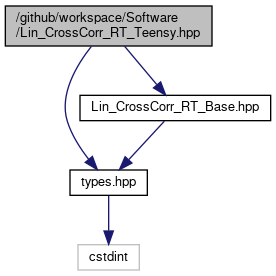 /github/workspace/Software
/Lin_CrossCorr_RT_Teensy.hpp
Lin_CrossCorr_RT_Base.hpp
types.hpp
cstdint